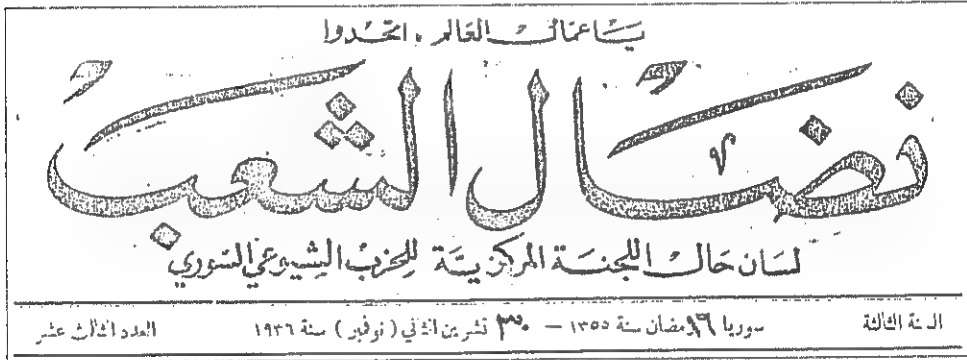 يا عمال العالم، اتحدوا
نضال الشعب
لسان حال اللجنة المركزية للحزب الشيوعي السوري
السنة الثالثة سوريا ١٦ رمضان سنة ١٣٥٥ — ٣٠ تشرين الثاني (نوفمبر) سنة ١٩٣٦ العدد الثالث عشر